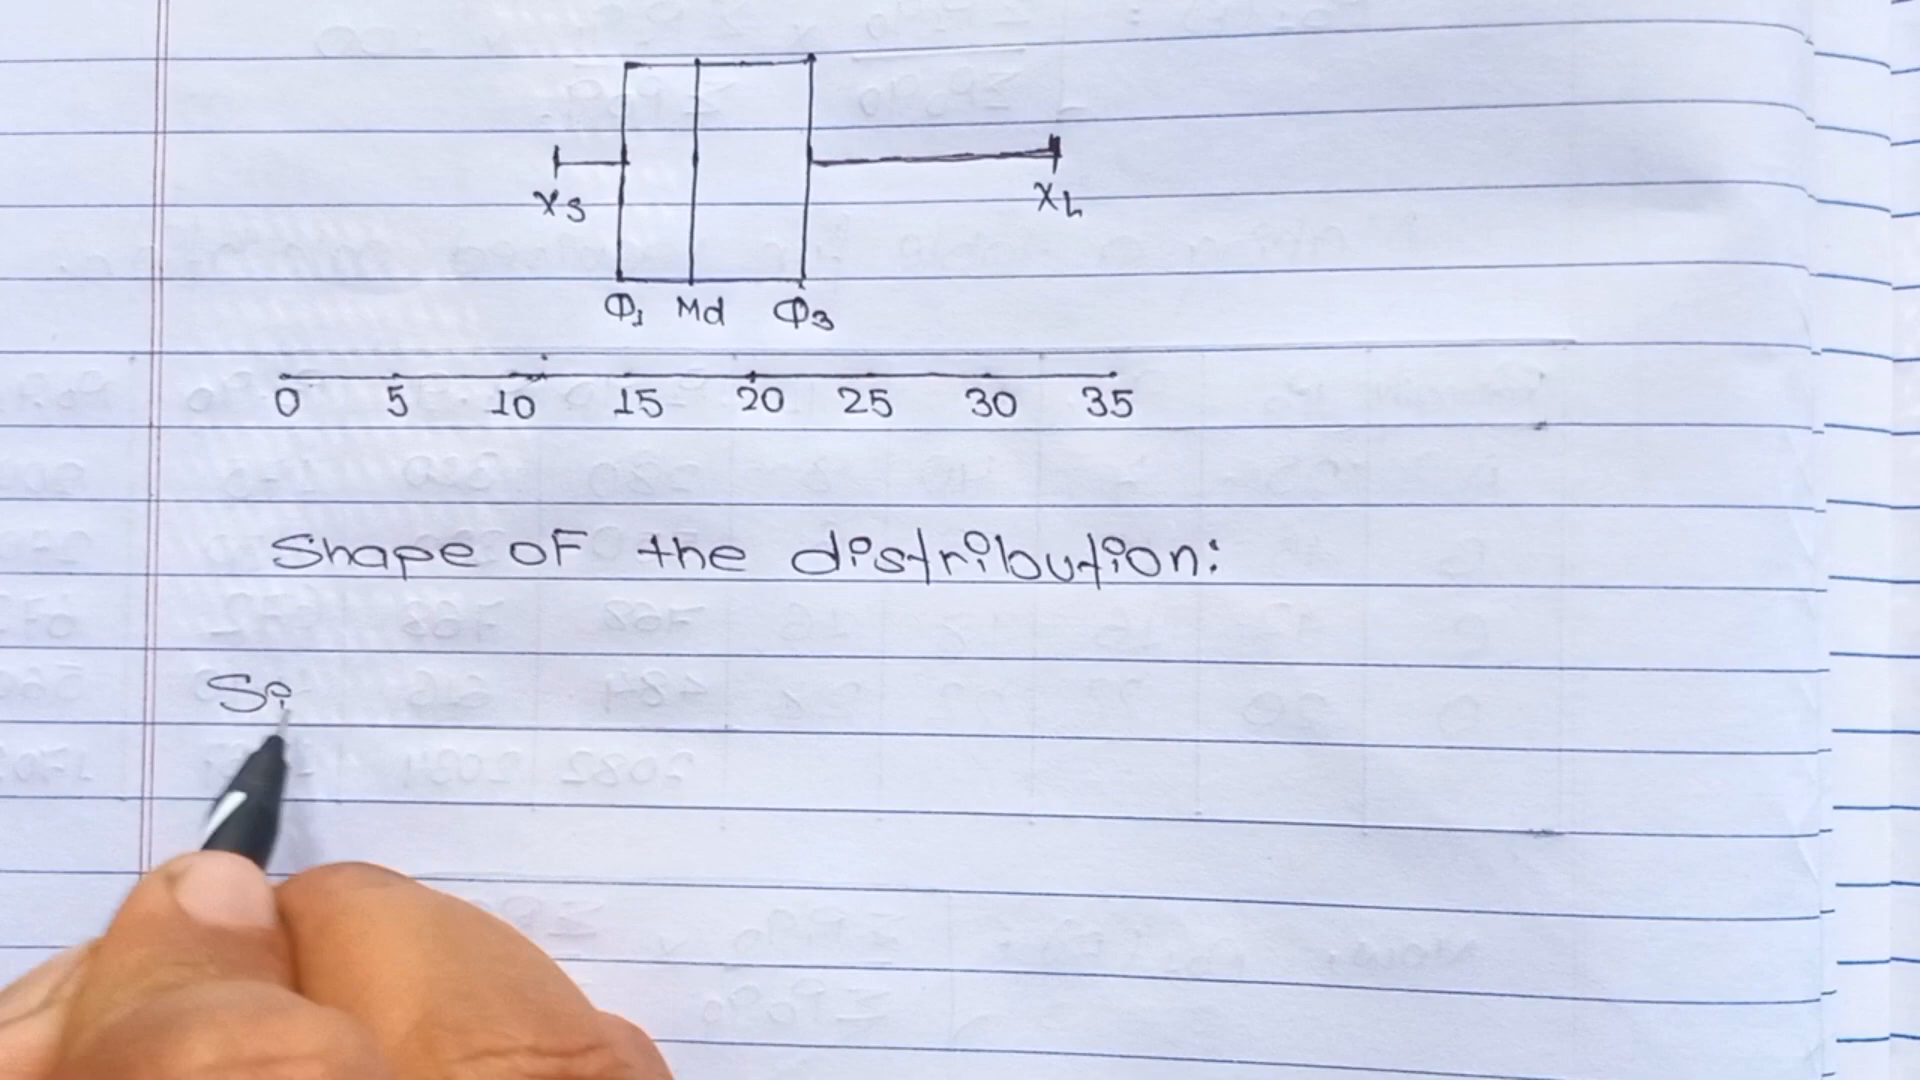 Xs XL
Q1 Md Q3
0 5 10 15 20 25 30 35
Shape of the distribution:
Si